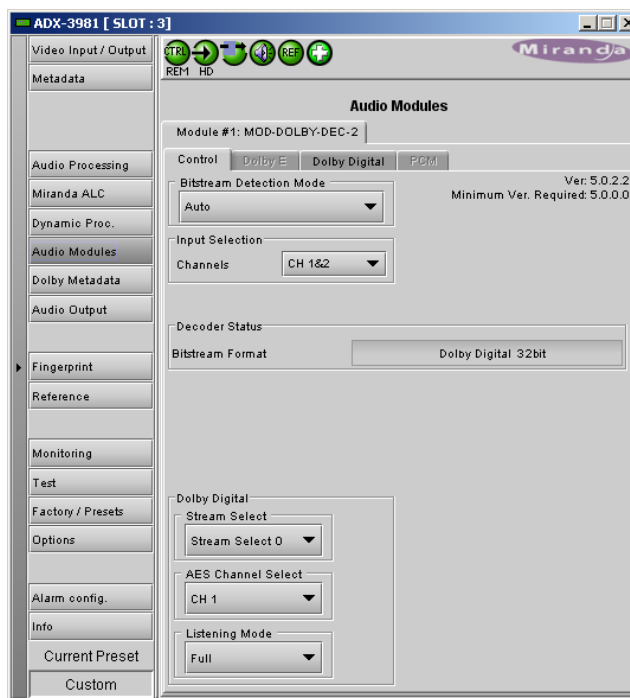 ADX-3981 [ SLOT : 3]
Video Input / Output
Metadata
Audio Processing
Miranda ALC
Dynamic Proc.
Audio Modules
Dolby Metadata
Audio Output
Fingerprint
Reference
Monitoring
Test
Factory / Presets
Options
Alarm config.
Info
Current Preset
Custom
CTRL
REF
REM HD
Miranda
Audio Modules
Module #1: MOD-DOLBY-DEC-2
Control Dolby E Dolby Digital PCM
Bitstream Detection Mode
Auto
Ver: 5.0.2.2
Minimum Ver. Required: 5.0.0.0
Input Selection
Channels CH 1&2
Decoder Status
Bitstream Format Dolby Digital 32bit
Dolby Digital
Stream Select
Stream Select 0
AES Channel Select
CH 1
Listening Mode
Full